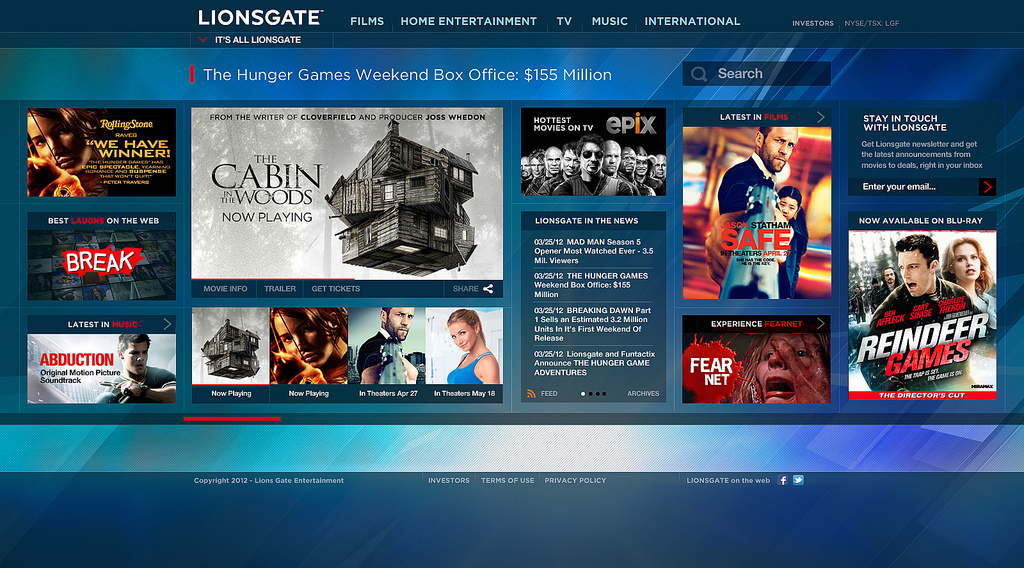 LIONSGATE™
FILMS
HOME ENTERTAINMENT
TV
MUSIC
INTERNATIONAL
INVESTORS
NYSE/TSX: LGF
IT'S ALL LIONSGATE
The Hunger Games Weekend Box Office: $155 Million
Search
RollingStone
RAVES
"WE HAVE
WINNER!
"THE HUNGER GAMES" HAS
EPIC SPECTACLE, YEARNING
ROMANCE AND SUSPENSE
THAT WON'T QUIT!"
- PETER TRAVERS
BEST LAUGHS ON THE WEB
BREAK
LATEST IN MUSIC
ABDUCTION
Original Motion Picture
Soundtrack
FROM THE WRITER OF CLOVERFIELD AND PRODUCER JOSS WHEDON
THE
CABIN
IN THE
WOODS
NOW PLAYING
MOVIE INFO
TRAILER
GET TICKETS
SHARE
Now Playing
Now Playing
In Theaters Apr 27
In Theaters May 18
HOTTEST
MOVIES ON TV
epix
LIONSGATE IN THE NEWS
03/25/12 MAD MAN Season 5
Opener Most Watched Ever - 3.5
Mil. Viewers
03/25/12 THE HUNGER GAMES
Weekend Box Office: $155
Million
03/25/12 BREAKING DAWN Part
1 Sells an Estimated 3.2 Million
Units In It's First Weekend Of
Release
03/25/12 Lionsgate and Funtactix
Announce THE HUNGER GAME
ADVENTURES
FEED
ARCHIVES
LATEST IN FILMS
JASON STATHAM
SAFE
IN THEATERS APRIL 27
SHE HAS THE CODE.
HE IS THE KEY.
EXPERIENCE FEARNET
FEAR
NET
STAY IN TOUCH
WITH LIONSGATE
Get Lionsgate newsletter and get
the latest announcements from
movies to deals, right in your inbox
Enter your email...
NOW AVAILABLE ON BLU-RAY
BEN
AFFLECK
GARY
SINISE
CHARLIZE
THERON
REINDEER
GAMES
THE TRAP IS SET. THE GAME IS ON.
MIRAMAX
THE DIRECTOR'S CUT
Copyright 2012 - Lions Gate Entertainment
INVESTORS
TERMS OF USE
PRIVACY POLICY
LIONSGATE on the web
f